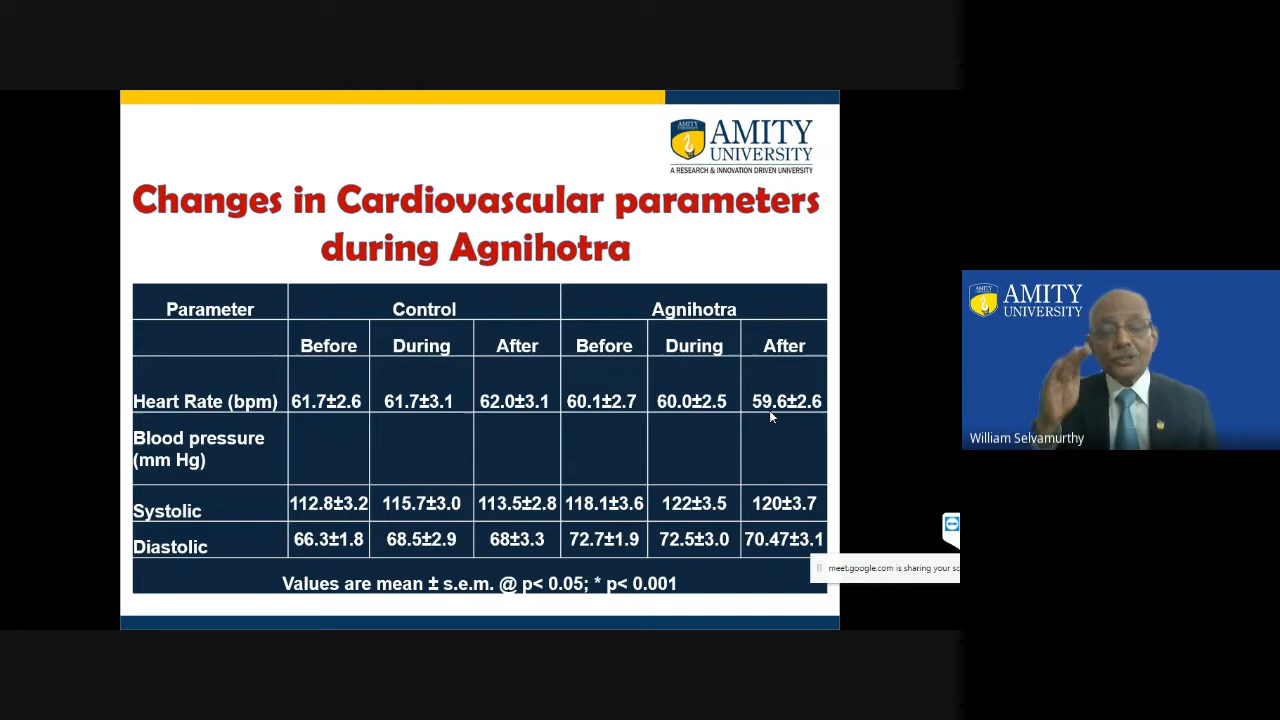 AMITY
UNIVERSITY
A RESEARCH & INNOVATION DRIVEN UNIVERSITY
Changes in Cardiovascular parameters
during Agnihotra
Parameter Control Agnihotra
Before During After Before During After
Heart Rate (bpm) 61.7±2.6 61.7±3.1 62.0±3.1 60.1±2.7 60.0±2.5 59.6±2.6
Blood pressure
(mm Hg)
Systolic 112.8±3.2 115.7±3.0 113.5±2.8 118.1±3.6 122±3.5 120±3.7
Diastolic 66.3±1.8 68.5±2.9 68±3.3 72.7±1.9 72.5±3.0 70.47±3.1
Values are mean ± s.e.m. @ p< 0.05; * p< 0.001
meet.google.com is sharing your sc
AMITY
UNIVERSITY
William Selvamurthy